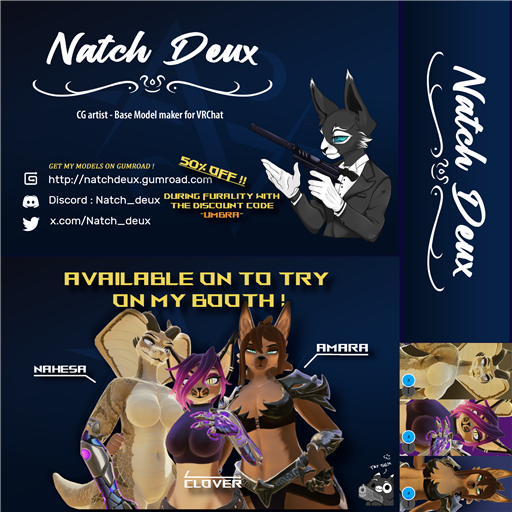 Natch Deux
CG artist - Base Model maker for VRChat
GET MY MODELS ON GUMROAD !
http://natchdeux.gumroad.com
Discord : Natch_deux
x.com/Natch_deux
50% OFF !!
DURING FURALITY WITH
THE DISCOUNT CODE
-UMBRA-
AVAILABLE ON TO TRY
ON MY BOOTH !
NAHESA
AMARA
CLOVER
Natch Deux